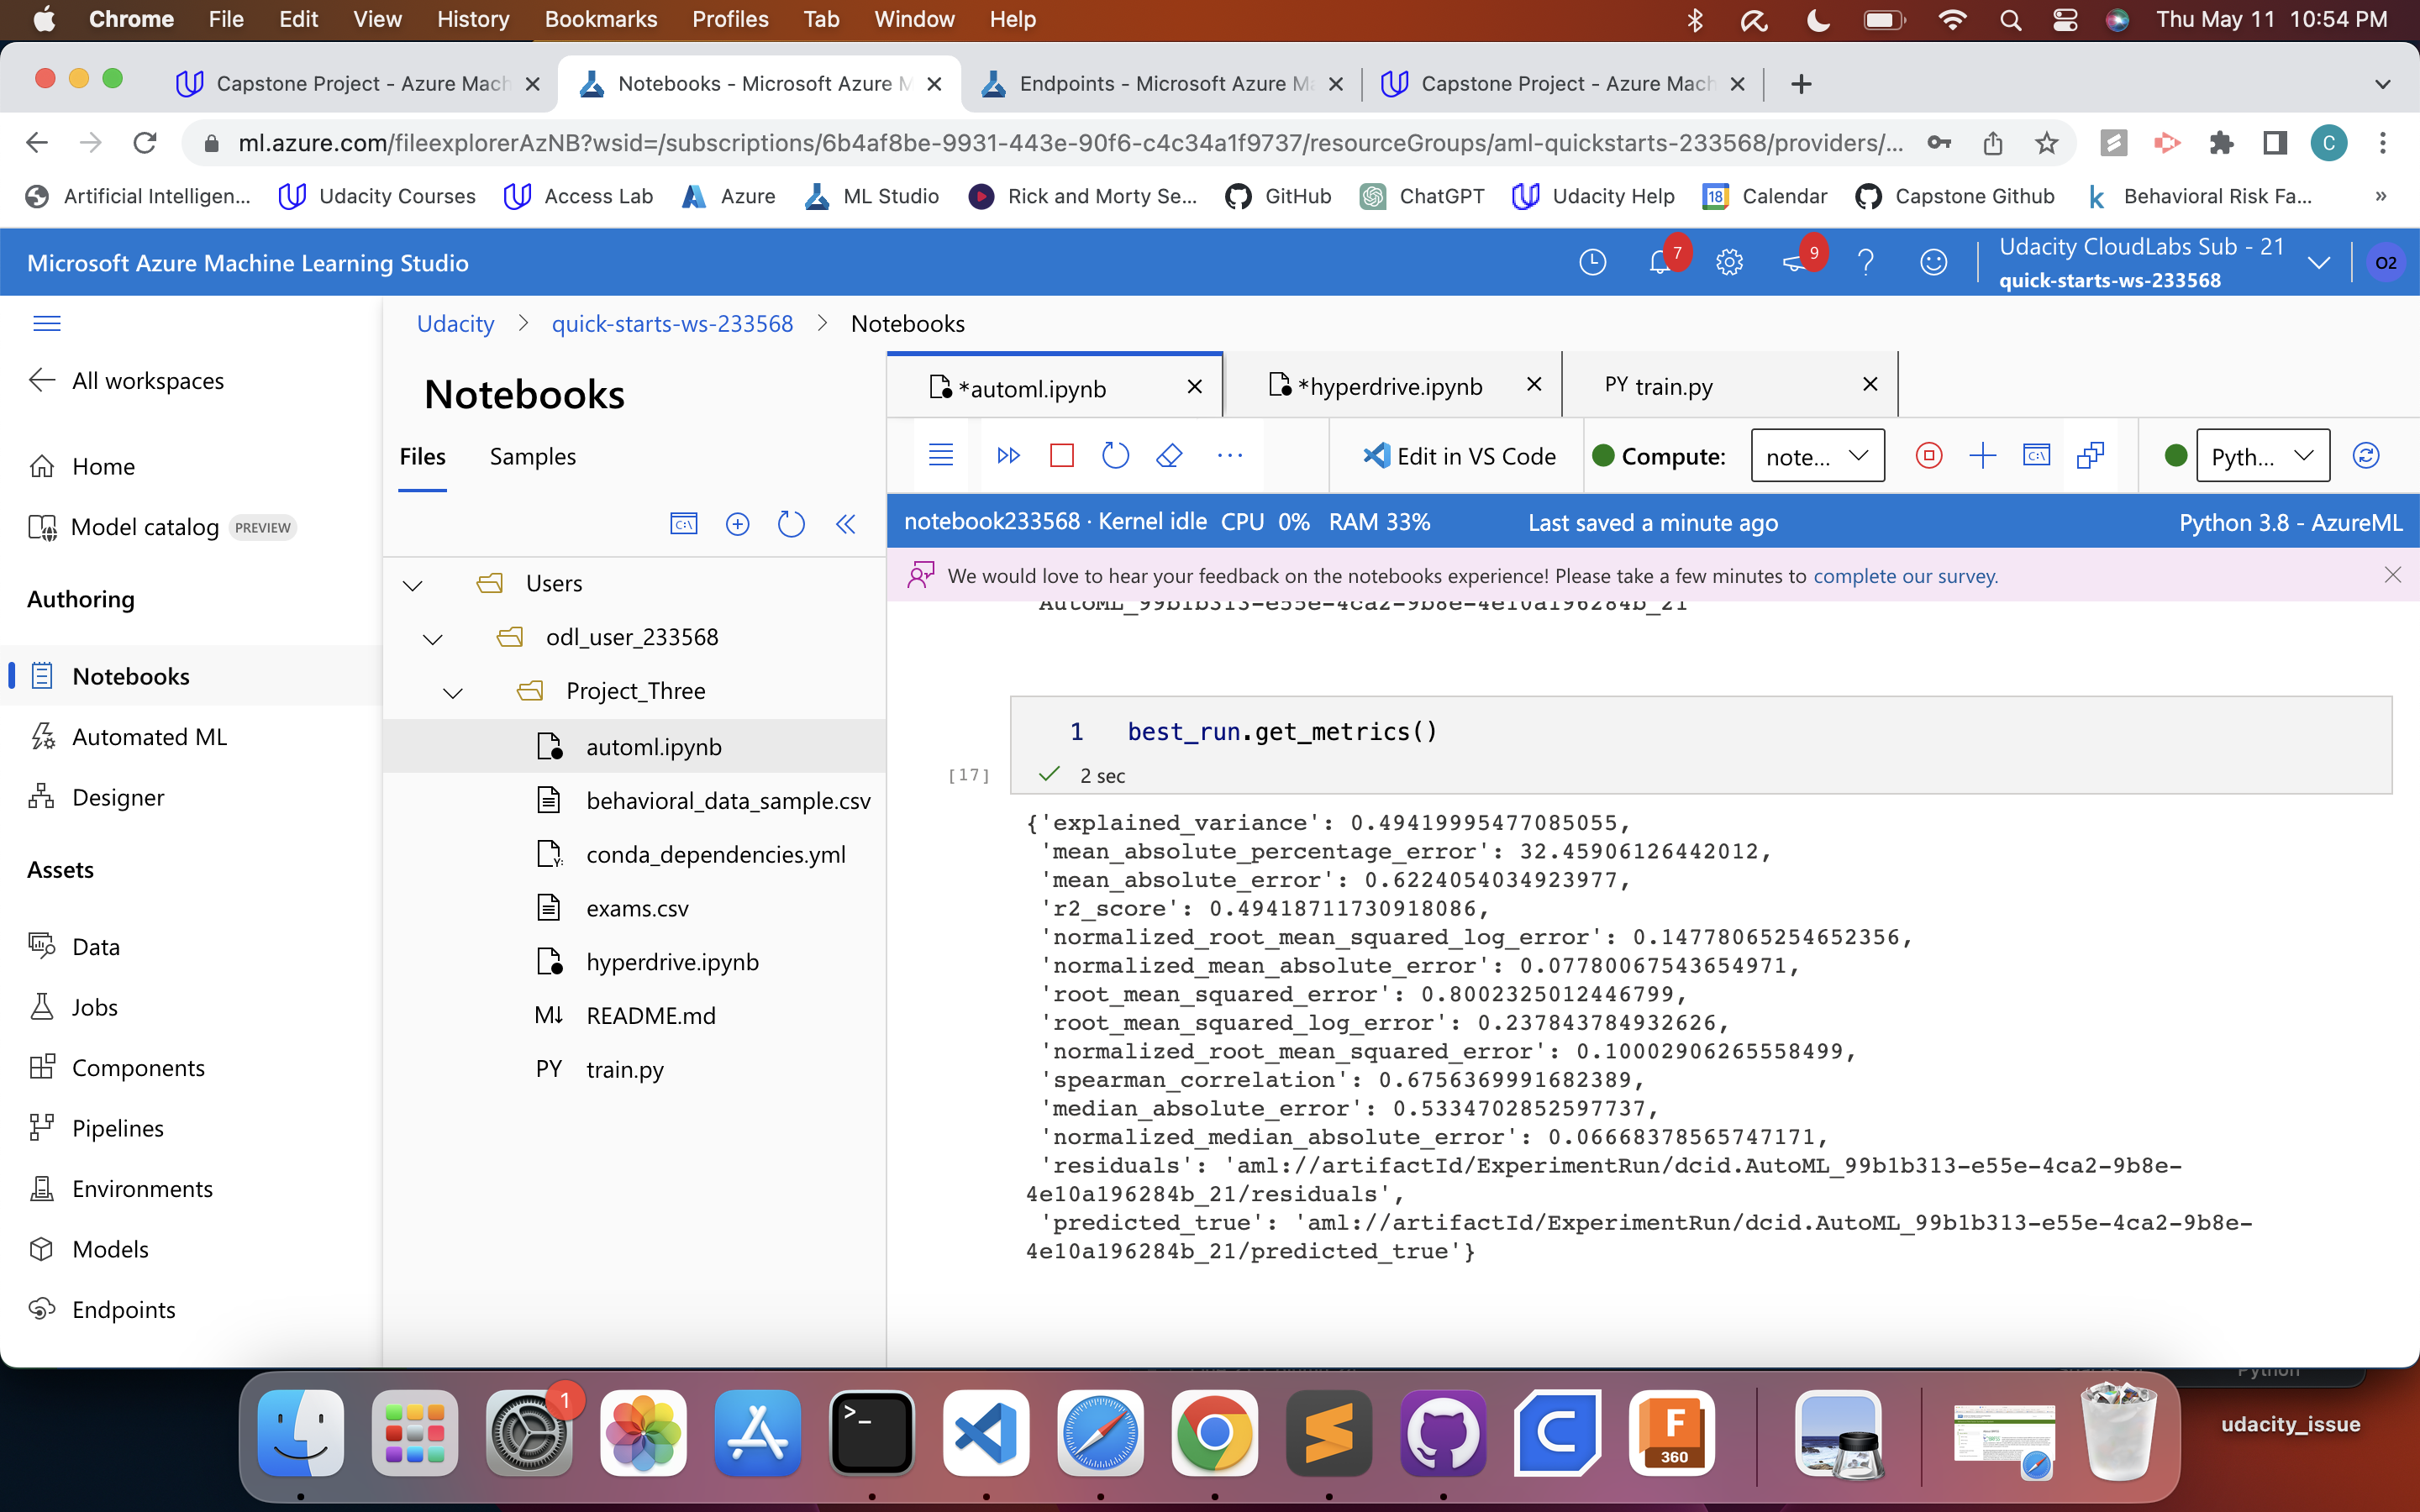 Chrome File Edit View History Bookmarks Profiles Tab Window Help Thu May 11 10:54 PM
Capstone Project - Azure Mach Notebooks - Microsoft Azure M Endpoints - Microsoft Azure Ma Capstone Project - Azure Mach
ml.azure.com/fileexplorerAzNB?wsid=/subscriptions/6b4af8be-9931-443e-90f6-c4c34a1f9737/resourceGroups/aml-quickstarts-233568/providers/... C
Artificial Intelligen... Udacity Courses Access Lab Azure ML Studio Rick and Morty Se... GitHub ChatGPT Udacity Help 18 Calendar Capstone Github k Behavioral Risk Fa... »
Microsoft Azure Machine Learning Studio 7 9 Udacity CloudLabs Sub - 21
quick-starts-ws-233568
O2
Udacity > quick-starts-ws-233568 > Notebooks
All workspaces
Home
Model catalog PREVIEW
Authoring
Notebooks
Automated ML
Designer
Assets
Data
Jobs
Components
Pipelines
Environments
Models
Endpoints
Notebooks
Files Samples
Users
odl_user_233568
Project_Three
automl.ipynb
behavioral_data_sample.csv
conda_dependencies.yml
exams.csv
hyperdrive.ipynb
M↓ README.md
PY train.py
*automl.ipynb *hyperdrive.ipynb PY train.py
... Edit in VS Code Compute: note... Pyth...
notebook233568 · Kernel idle CPU 0% RAM 33% Last saved a minute ago Python 3.8 - AzureML
We would love to hear your feedback on the notebooks experience! Please take a few minutes to complete our survey.
AutoML_99b1b313-e55e-4ca2-9b8e-4e10a196284b_21
1 best_run.get_metrics()
[17] 2 sec
{'explained_variance': 0.49419995477085055,
'mean_absolute_percentage_error': 32.45906126442012,
'mean_absolute_error': 0.6224054034923977,
'r2_score': 0.49418711730918086,
'normalized_root_mean_squared_log_error': 0.14778065254652356,
'normalized_mean_absolute_error': 0.07780067543654971,
'root_mean_squared_error': 0.8002325012446799,
'root_mean_squared_log_error': 0.237843784932626,
'normalized_root_mean_squared_error': 0.10002906265558499,
'spearman_correlation': 0.6756369991682389,
'median_absolute_error': 0.5334702852597737,
'normalized_median_absolute_error': 0.06668378565747171,
'residuals': 'aml://artifactId/ExperimentRun/dcid.AutoML_99b1b313-e55e-4ca2-9b8e-
4e10a196284b_21/residuals',
'predicted_true': 'aml://artifactId/ExperimentRun/dcid.AutoML_99b1b313-e55e-4ca2-9b8e-
4e10a196284b_21/predicted_true'}
Python
1
F
360
udacity_issue